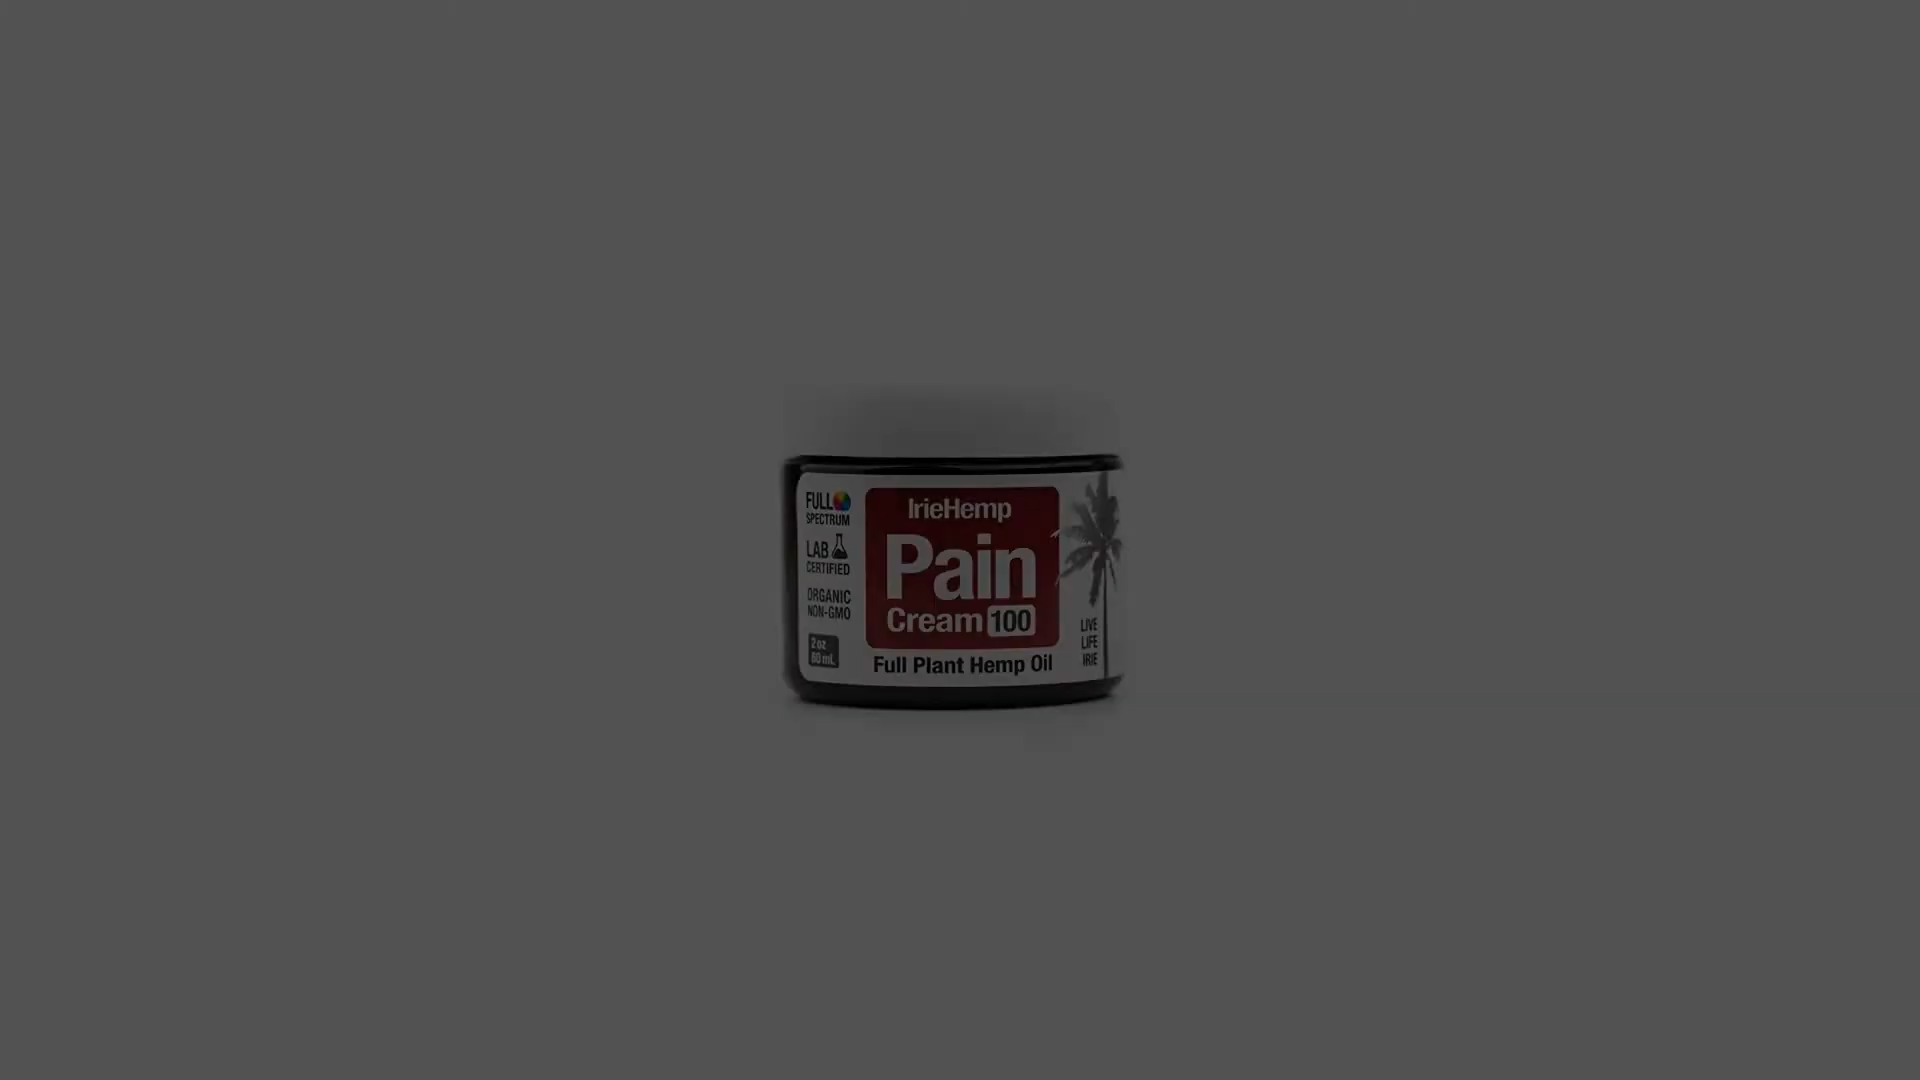 FULL
SPECTRUM
LAB
CERTIFIED
ORGANIC
NON-GMO
2 oz
60 mL
IrieHemp
Pain
Cream 100
Full Plant Hemp Oil
LIVE
LIFE
IRIE